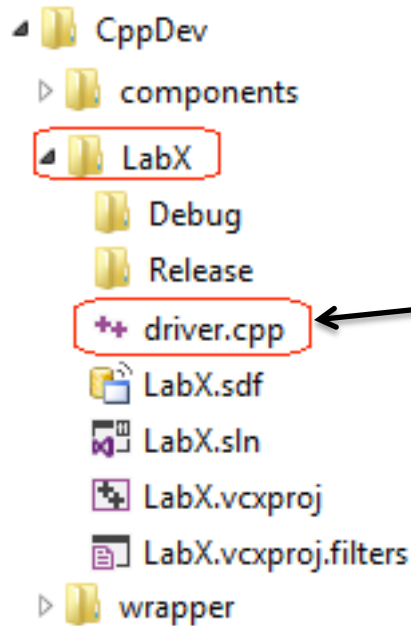 CppDev
components
LabX
Debug
Release
driver.cpp
LabX.sdf
LabX.sln
LabX.vcxproj
LabX.vcxproj.filters
wrapper